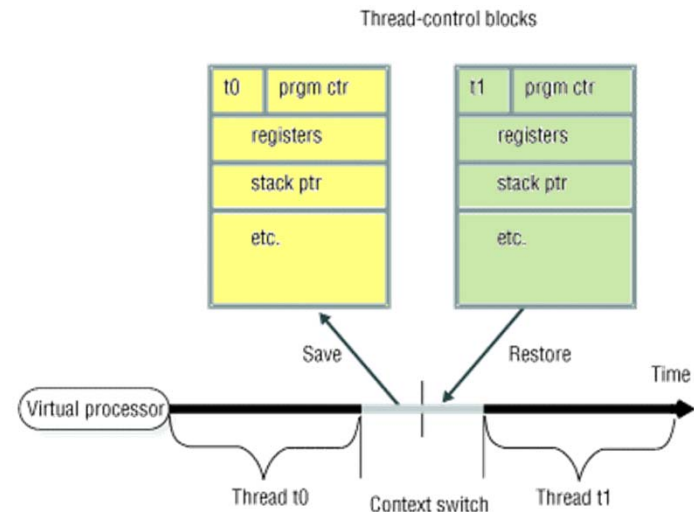 Thread-control blocks
t0 prgm ctr
registers
stack ptr
etc.
t1 prgm ctr
registers
stack ptr
etc.
Save
Restore
Time
Virtual processor
Thread t0
Context switch
Thread t1